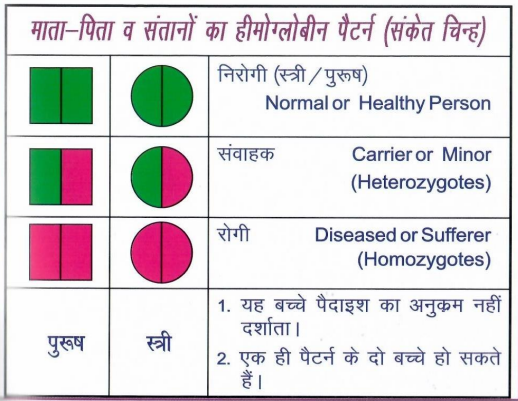 माता–पिता व संतानों का हीमोग्लोबीन पैटर्न (संकेत चिन्ह)
निरोगी (स्त्री/पुरूष)
Normal or Healthy Person
संवाहक Carrier or Minor
(Heterozygotes)
रोगी Diseased or Sufferer
(Homozygotes)
पुरूष
स्त्री
1. यह बच्चे पैदाइश का अनुक्रम नहीं
दर्शाता।
2. एक ही पैटर्न के दो बच्चे हो सकते
हैं।